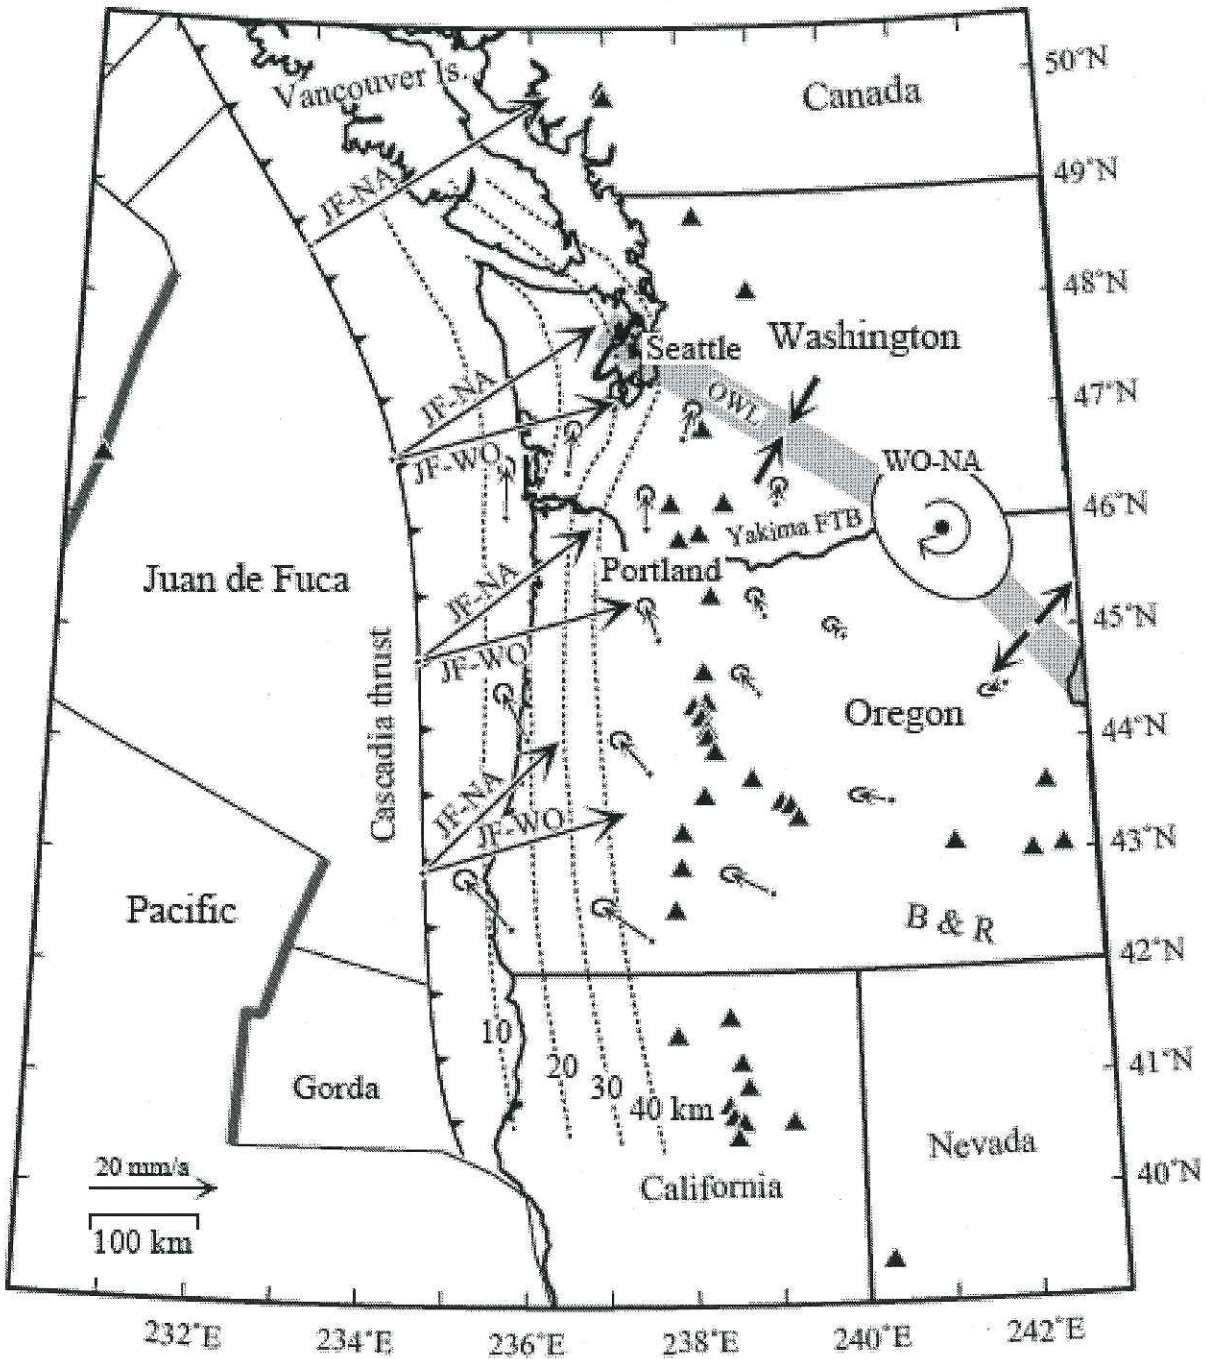 50°N
Vancouver Is.
Canada
49°N
JF-NA
48°N
Washington
Seattle
JF-NA
OWL
47°N
JF-WO
WO-NA
46°N
Yakima FTB
Juan de Fuca
JF-NA
Portland
45°N
JF-WO
Cascadia thrust
Oregon
44°N
JF-NA
JF-WO
43°N
Pacific
B & R
42°N
10
20
30
40 km
41°N
Gorda
Nevada
20 mm/a
California
40°N
100 km
232°E
234°E
236°E
238°E
240°E
242°E